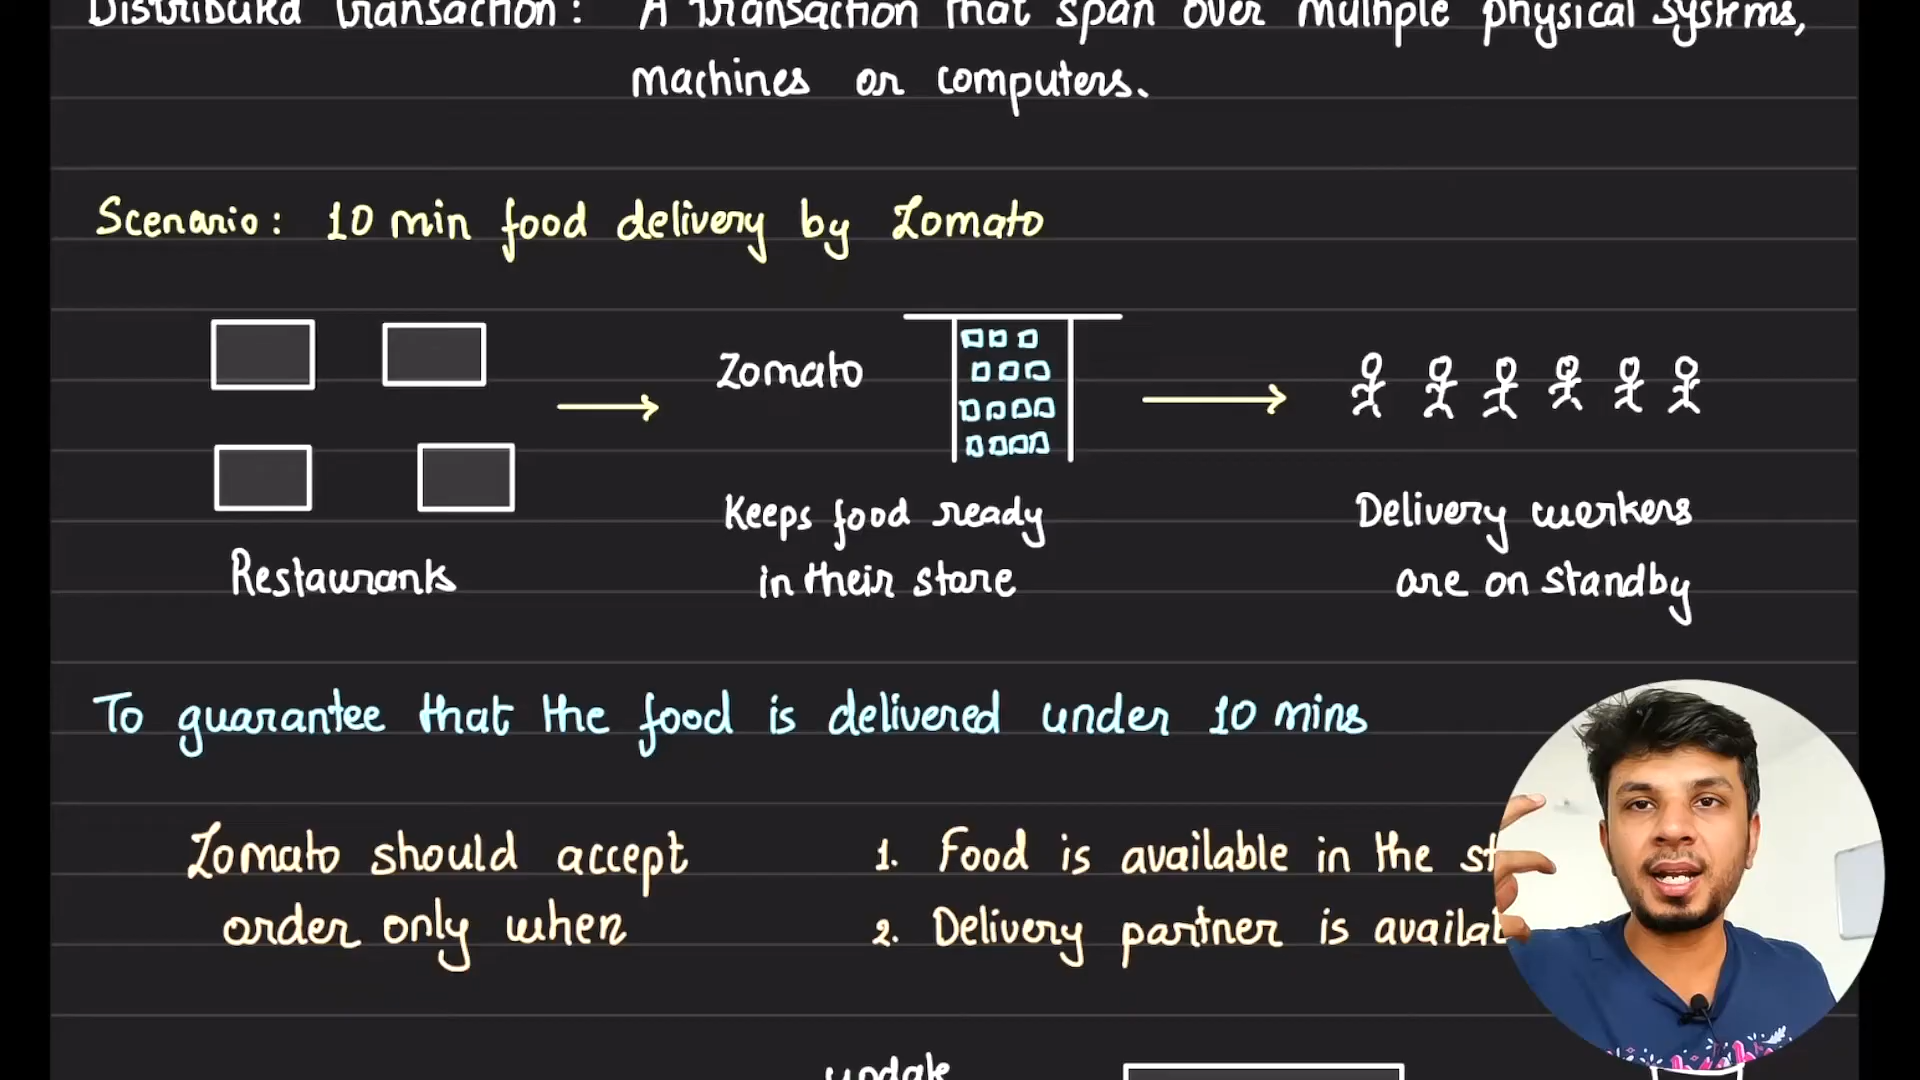 Distributed transaction: A transaction that span over multiple physical systems,
machines or computers.
Scenario: 10 min food delivery by Zomato
Zomato
Restaurants
Keeps food ready
in their store
Delivery workers
are on standby
To guarantee that the food is delivered under 10 mins
Zomato should accept
order only when
1. Food is available in the st
2. Delivery partner is availab
update